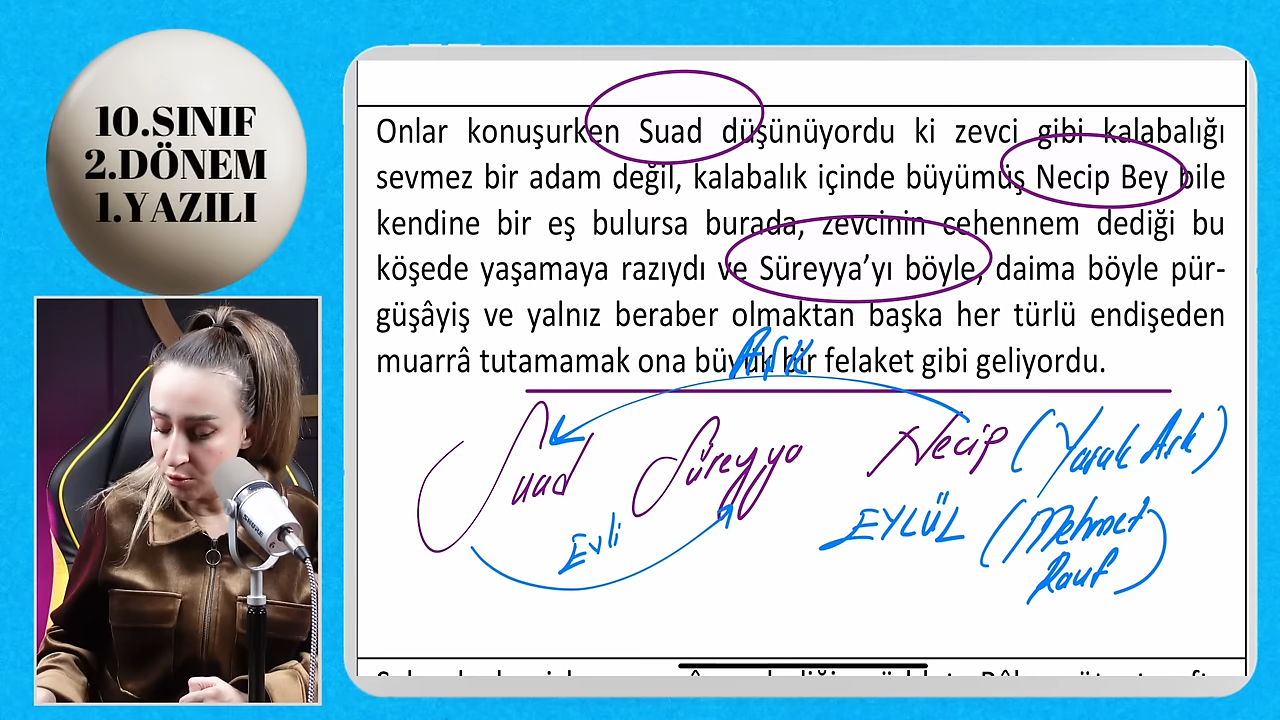 10.SINIF
2.DÖNEM
1.YAZILI
Onlar konuşurken Suad düşünüyordu ki zevci gibi kalabalığı
sevmez bir adam değil, kalabalık içinde büyümüş Necip Bey bile
kendine bir eş bulursa burada, zevcinin cehennem dediği bu
köşede yaşamaya razıydı ve Süreyya’yı böyle, daima böyle pür-
güşâyiş ve yalnız beraber olmaktan başka her türlü endişeden
muarrâ tutamamak ona büyük bir felaket gibi geliyordu.
Aşk
Suad Süreyya Necip (Yasak Aşk)
Evli
EYLÜL (Mehmet
Rauf)
SHURE